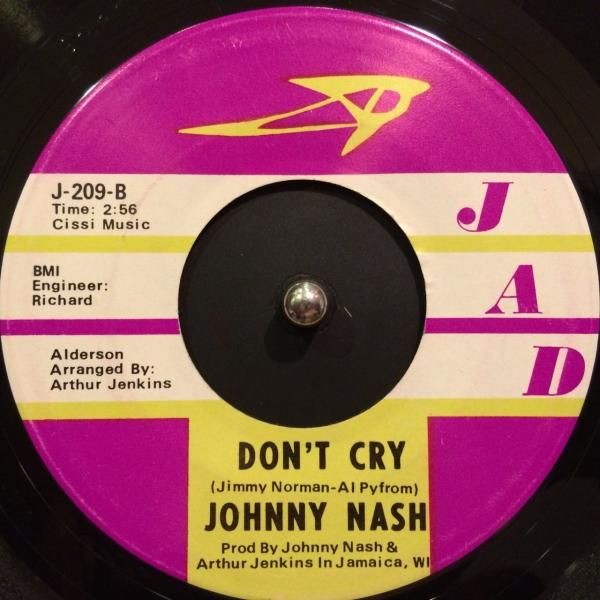 J-209-B
Time: 2:56
Cissi Music
BMI
Engineer:
Richard
Alderson
Arranged By:
Arthur Jenkins
J
A
D
DON'T CRY
(Jimmy Norman-Al Pyfrom)
JOHNNY NASH
Prod By Johnny Nash &
Arthur Jenkins In Jamaica, WI